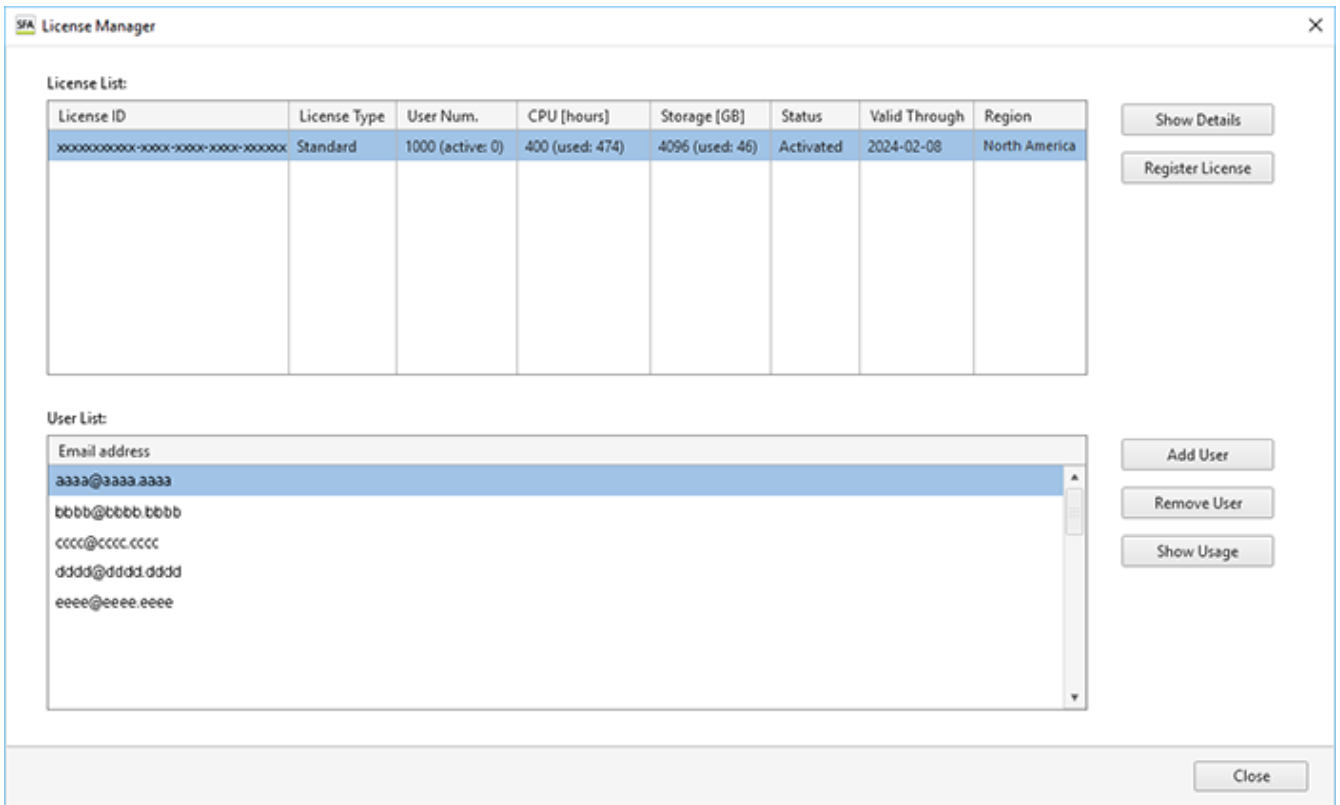 SFA License Manager
License List:
License ID License Type User Num. CPU [hours] Storage [GB] Status Valid Through Region
xxxxxxxxxxx-xxxx-xxxx-xxxx-xxxxxx Standard 1000 (active: 0) 400 (used: 474) 4096 (used: 46) Activated 2024-02-08 North America
Show Details
Register License
User List:
Email address
aaaa@aaaa.aaaa
bbbb@bbbb.bbbb
cccc@cccc.cccc
dddd@dddd.dddd
eeee@eeee.eeee
Add User
Remove User
Show Usage
Close